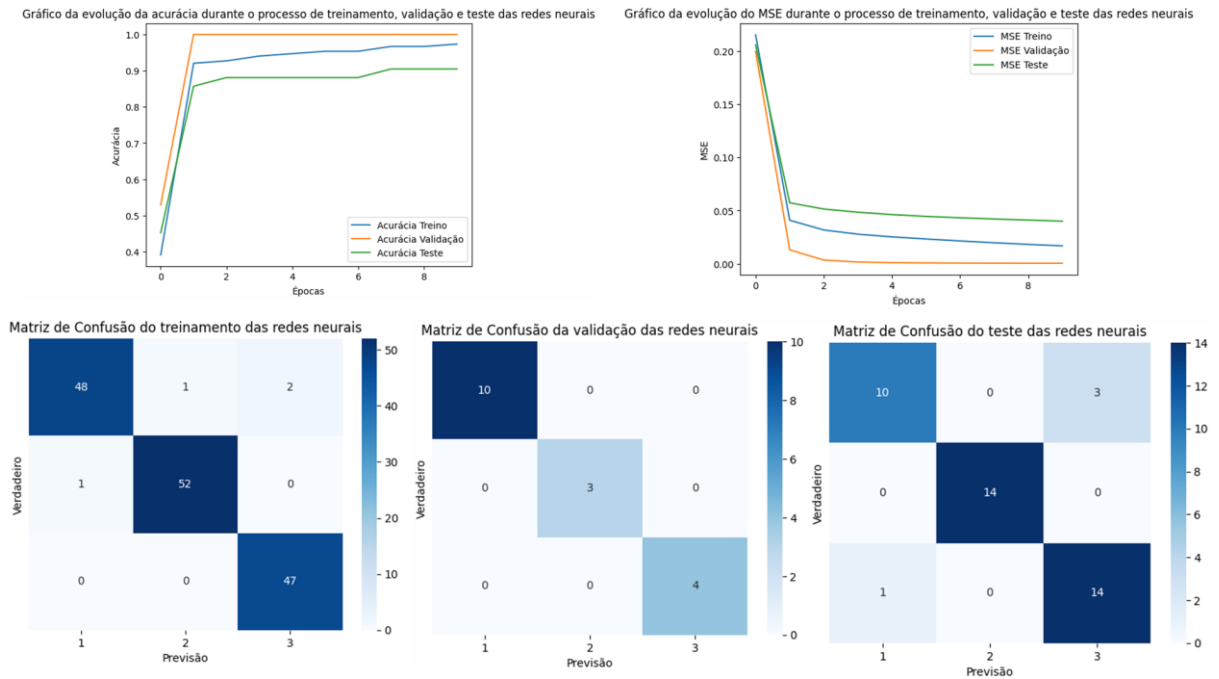 Gráfico da evolução da acurácia durante o processo de treinamento, validação e teste das redes neurais
1.0
0.9
0.8
0.7
0.6
0.5
0.4
Acurácia
0 2 4 6 8
Épocas
Acurácia Treino
Acurácia Validação
Acurácia Teste
Gráfico da evolução do MSE durante o processo de treinamento, validação e teste das redes neurais
0.20
0.15
0.10
0.05
0.00
MSE
0 2 4 6 8
Épocas
MSE Treino
MSE Validação
MSE Teste
Matriz de Confusão do treinamento das redes neurais
Verdadeiro
48 1 2
1 52 0
0 0 47
1 2 3
Previsão
50
40
30
20
10
0
Matriz de Confusão da validação das redes neurais
Verdadeiro
10 0 0
0 3 0
0 0 4
1 2 3
Previsão
10
8
6
4
2
0
Matriz de Confusão do teste das redes neurais
Verdadeiro
10 0 3
0 14 0
1 0 14
1 2 3
Previsão
14
12
10
8
6
4
2
0